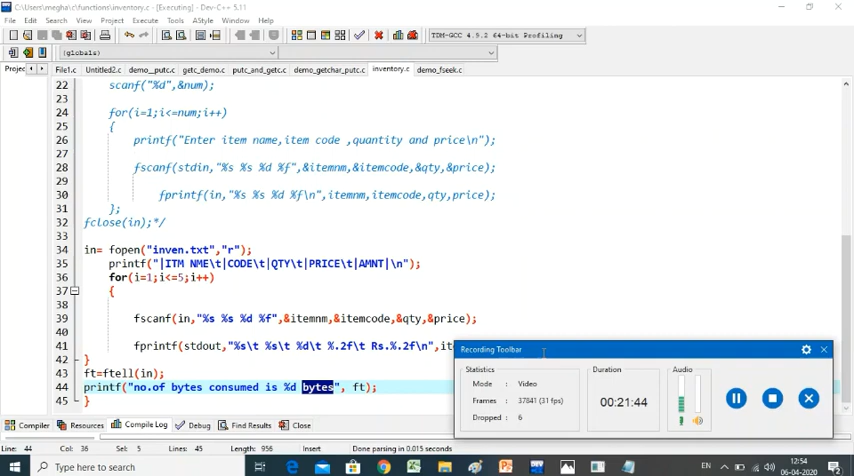 C:\Users\megha\c\functions\inventory.c - [Executing] - Dev-C++ 5.11
File Edit Search View Project Execute Tools AStyle Window Help
TDM-GCC 4.9.2 64-bit Profiling
(globals)
Projec File1.c Untitled2.c demo__putc.c getc_demo.c putc_and_getc.c demo_getchar_putc.c inventory.c demo_fseek.c
22 scanf("%d",&num);
23
24 for(i=1;i<=num;i++)
25 {
26 printf("Enter item name,item code ,quantity and price\n");
27
28 fscanf(stdin,"%s %s %d %f",&itemnm,&itemcode,&qty,&price);
29
30 fprintf(in,"%s %s %d %f\n",itemnm,itemcode,qty,price);
31 };
32 fclose(in);*/
33
34 in= fopen("inven.txt","r");
35 printf("|ITM NME\t|CODE\t|QTY\t|PRICE\t|AMNT|\n");
36 for(i=1;i<=5;i++)
37 {
38
39 fscanf(in,"%s %s %d %f",&itemnm,&itemcode,&qty,&price);
40
41 fprintf(stdout,"%s\t %s\t %d\t %.2f\t Rs.%.2f\n",ite
42 }
43 ft=ftell(in);
44 printf("no.of bytes consumed is %d bytes", ft);
45 }
Recording Toolbar
Statistics Duration Audio
Mode : Video
Frames : 37841 (31 fps)
Dropped : 6
00:21:44
Compiler Resources Compile Log Debug Find Results Close
Line: 44 Col: 36 Sel: 5 Lines: 45 Length: 956 Insert Done parsing in 0.015 seconds
Type here to search
EN 12:54
06-04-2020